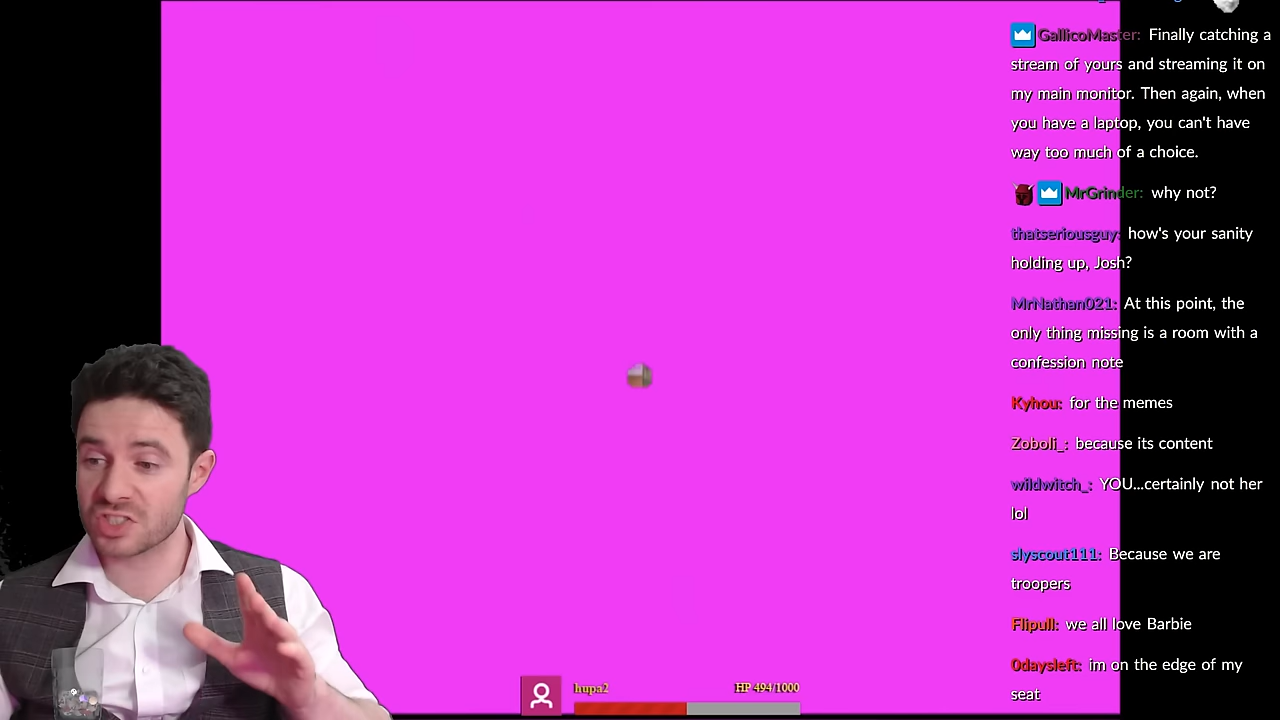 GallicoMaster: Finally catching a
stream of yours and streaming it on
my main monitor. Then again, when
you have a laptop, you can't have
way too much of a choice.
MrGrinder: why not?
thatseriousguy: how's your sanity
holding up, Josh?
MrNathan021: At this point, the
only thing missing is a room with a
confession note
Kyhou: for the memes
Zoboli_: because its content
wildwitch_: YOU...certainly not her
lol
slyscout111: Because we are
troopers
Flipull: we all love Barbie
0daysleft: im on the edge of my
seat
hupa2 HP 494/1000